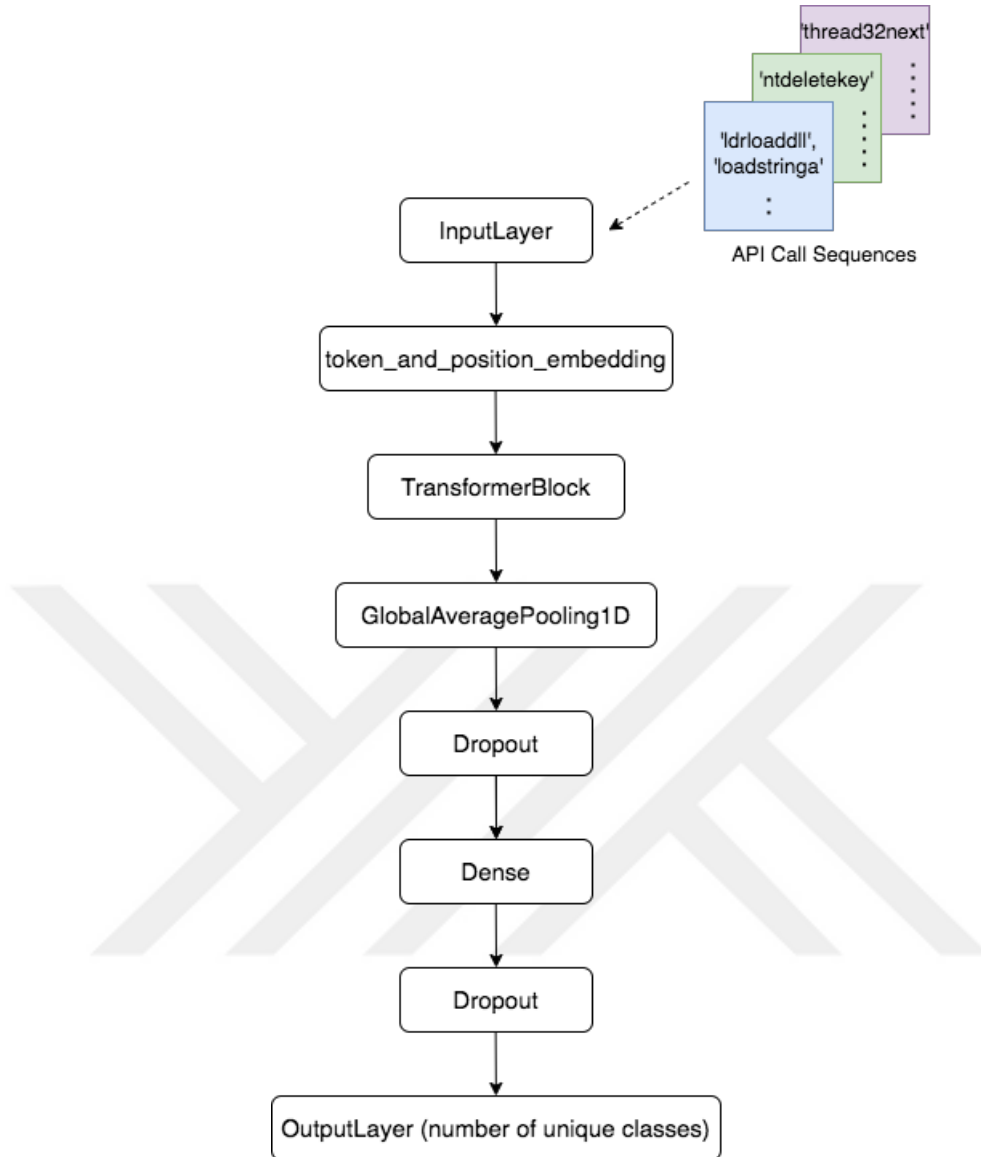 'thread32next'
'ntdeletekey'
'ldrloaddll',
'loadstringa'
API Call Sequences
InputLayer
token_and_position_embedding
TransformerBlock
GlobalAveragePooling1D
Dropout
Dense
Dropout
OutputLayer (number of unique classes)